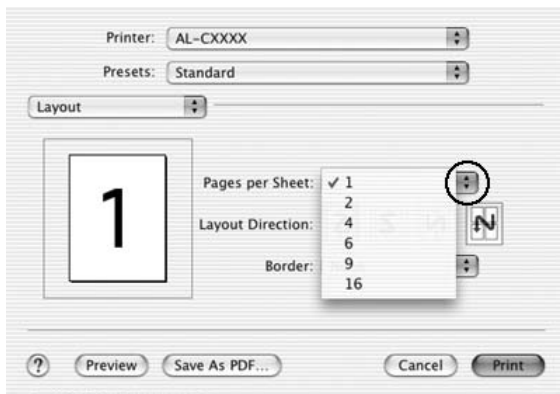 Printer: AL-CXXXX
Presets: Standard
Layout
1
Pages per Sheet: ✓ 1
2
Layout Direction: 4
6
Border: 9
16
? Preview Save As PDF... Cancel Print